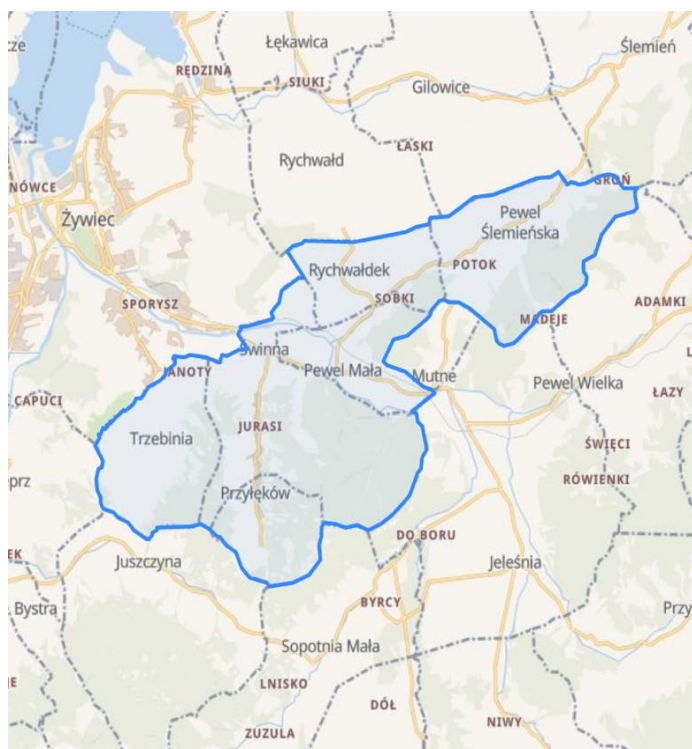 Łękawica
Ślemień
RĘDZINA
SIUKI
Gilowice
Rychwałd
ŁASKI
GROŃ
NÓWCE
Żywiec
Pewel
Ślemieńska
Rychwałdek
POTOK
SPORYSZ
SOBKI
ADAMKI
MADEJE
Świnna
JANOTY
Pewel Mała
Mutne
Pewel Wielka
CAPUCI
ŁAZY
Trzebinia
JURASI
ŚWIĘCI
RÓWIENKI
Przyłęków
DO BORU
Juszczyna
Jeleśnia
BYRCY
Bystra
Przy
Sopotnia Mała
LNISKO
DÓŁ
NIWY
ZUZULA